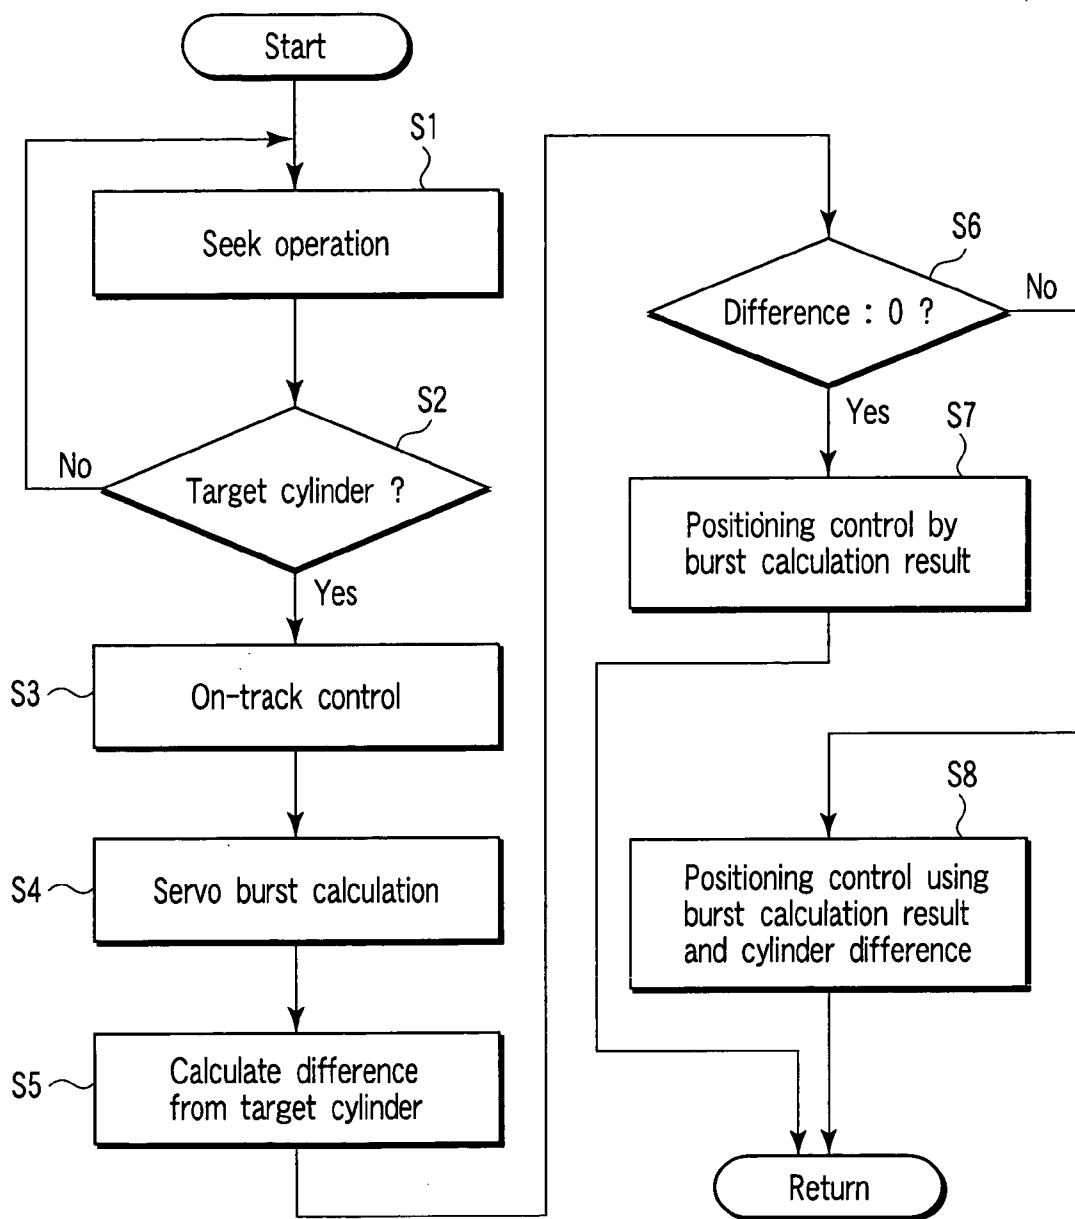 Start
S1
Seek operation
S2
No
Target cylinder ?
Yes
S3
On-track control
S4
Servo burst calculation
S5
Calculate difference
from target cylinder
S6
No
Difference : 0 ?
Yes
S7
Positioning control by
burst calculation result
S8
Positioning control using
burst calculation result
and cylinder difference
Return